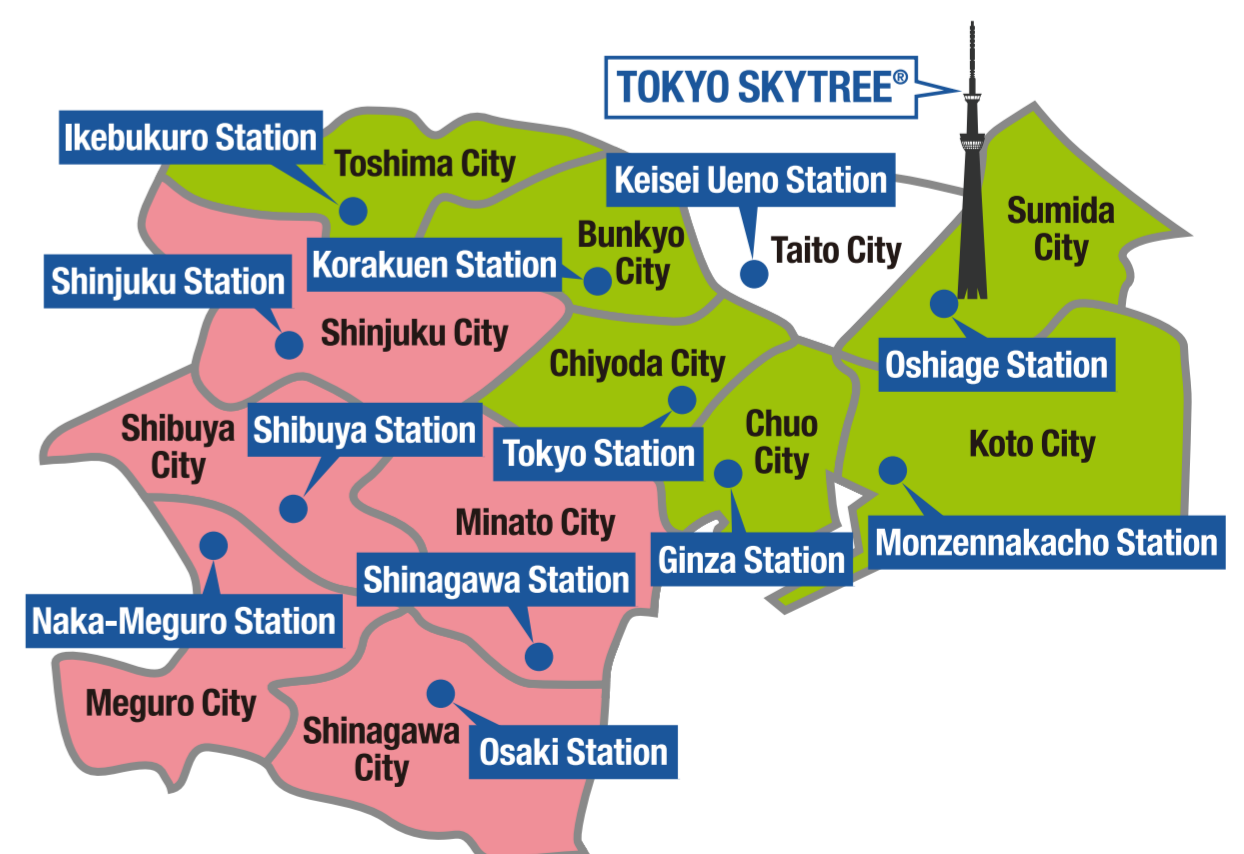 TOKYO SKYTREE®
Ikebukuro Station
Toshima City
Keisei Ueno Station
Sumida
City
Bunkyo
City
Taito City
Korakuen Station
Shinjuku Station
Shinjuku City
Chiyoda City
Oshiage Station
Shibuya
City
Shibuya Station
Chuo
City
Koto City
Tokyo Station
Minato City
Monzennakacho Station
Ginza Station
Shinagawa Station
Naka-Meguro Station
Meguro City
Shinagawa
City
Osaki Station